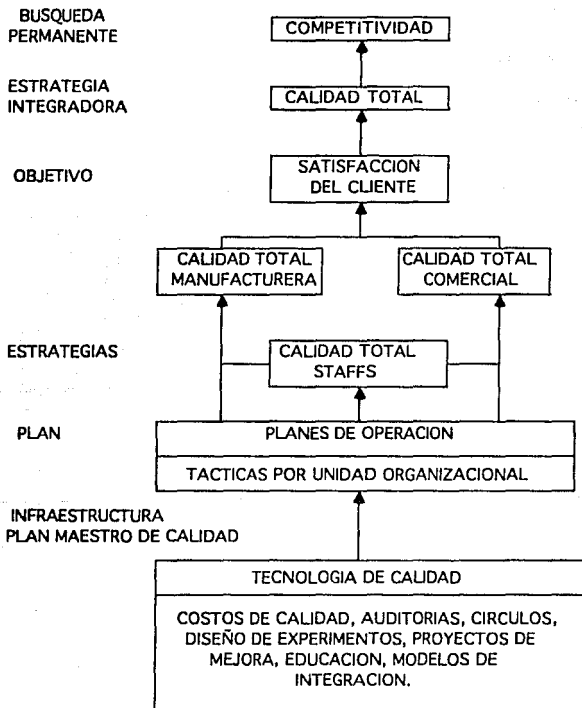 BUSQUEDA
PERMANENTE
COMPETITIVIDAD
ESTRATEGIA
INTEGRADORA
CALIDAD TOTAL
OBJETIVO
SATISFACCION
DEL CLIENTE
CALIDAD TOTAL
MANUFACTURERA
CALIDAD TOTAL
COMERCIAL
ESTRATEGIAS
CALIDAD TOTAL
STAFFS
PLAN
PLANES DE OPERACION
TACTICAS POR UNIDAD ORGANIZACIONAL
INFRAESTRUCTURA
PLAN MAESTRO DE CALIDAD
TECNOLOGIA DE CALIDAD
COSTOS DE CALIDAD, AUDITORIAS, CIRCULOS,
DISEÑO DE EXPERIMENTOS, PROYECTOS DE
MEJORA, EDUCACION, MODELOS DE
INTEGRACION.